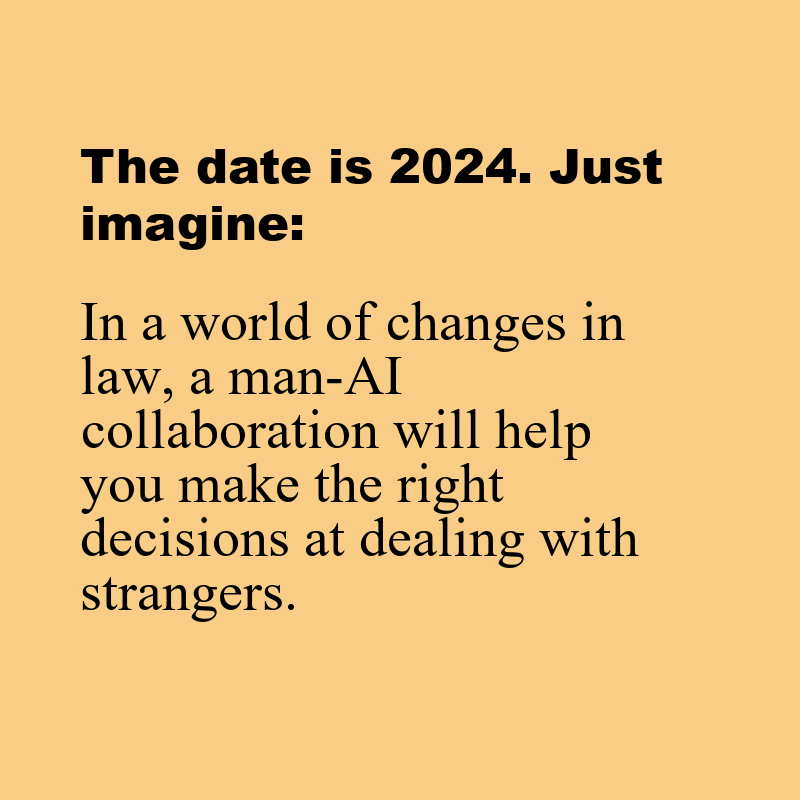 The date is 2024. Just
imagine:
In a world of changes in
law, a man-AI
collaboration will help
you make the right
decisions at dealing with
strangers.